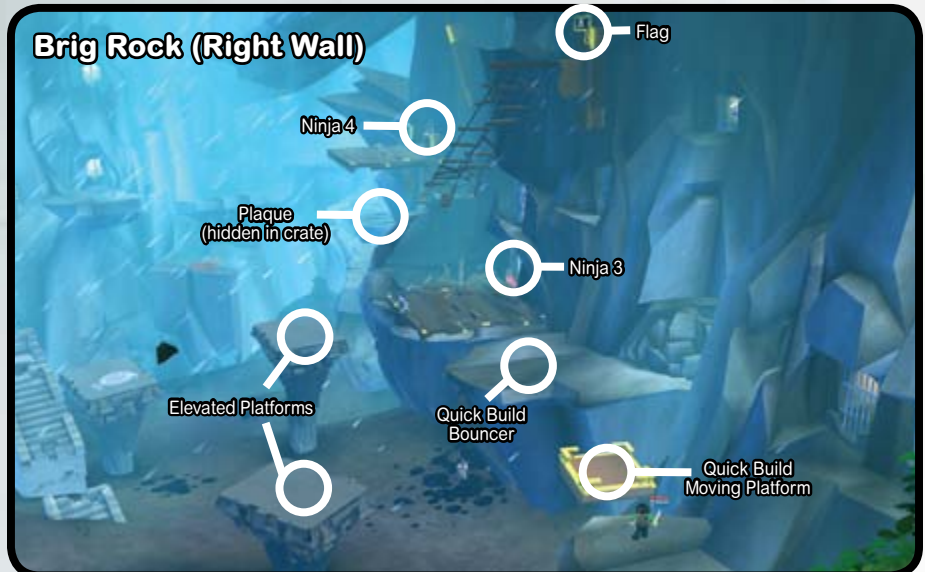 Brig Rock (Right Wall)
Flag
Ninja 4
Plaque
(hidden in crate)
Ninja 3
Elevated Platforms
Quick Build
Bouncer
Quick Build
Moving Platform